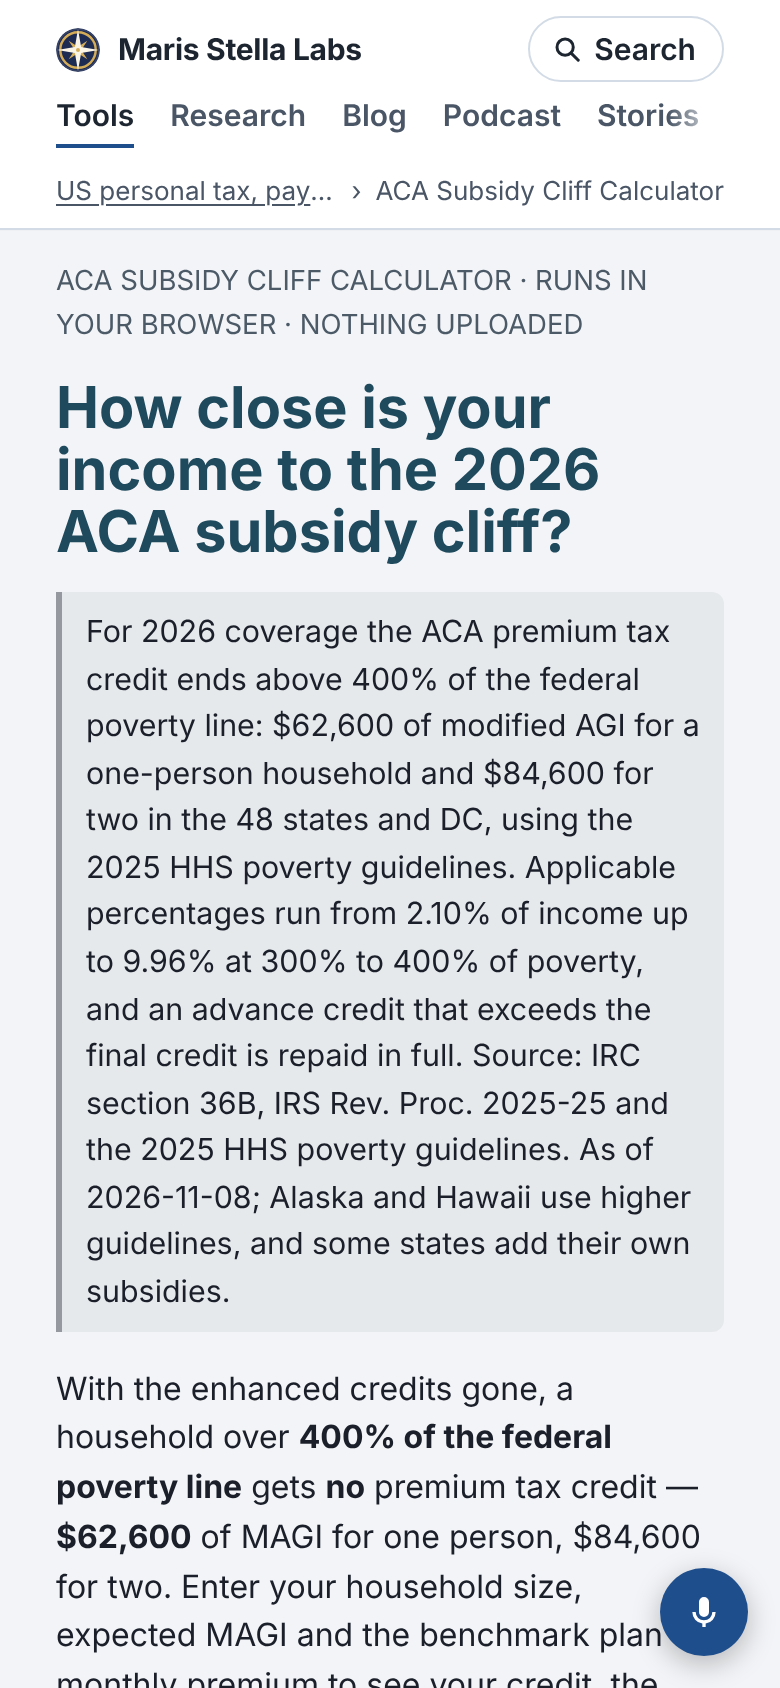 Maris Stella Labs
Search
Tools Research Blog Podcast Stories
US personal tax, pay... › ACA Subsidy Cliff Calculator
ACA SUBSIDY CLIFF CALCULATOR · RUNS IN
YOUR BROWSER · NOTHING UPLOADED
How close is your
income to the 2026
ACA subsidy cliff?
For 2026 coverage the ACA premium tax
credit ends above 400% of the federal
poverty line: $62,600 of modified AGI for a
one-person household and $84,600 for
two in the 48 states and DC, using the
2025 HHS poverty guidelines. Applicable
percentages run from 2.10% of income up
to 9.96% at 300% to 400% of poverty,
and an advance credit that exceeds the
final credit is repaid in full. Source: IRC
section 36B, IRS Rev. Proc. 2025-25 and
the 2025 HHS poverty guidelines. As of
2026-11-08; Alaska and Hawaii use higher
guidelines, and some states add their own
subsidies.
With the enhanced credits gone, a
household over 400% of the federal
poverty line gets no premium tax credit —
$62,600 of MAGI for one person, $84,600
for two. Enter your household size,
expected MAGI and the benchmark plan
monthly premium to see your credit, the